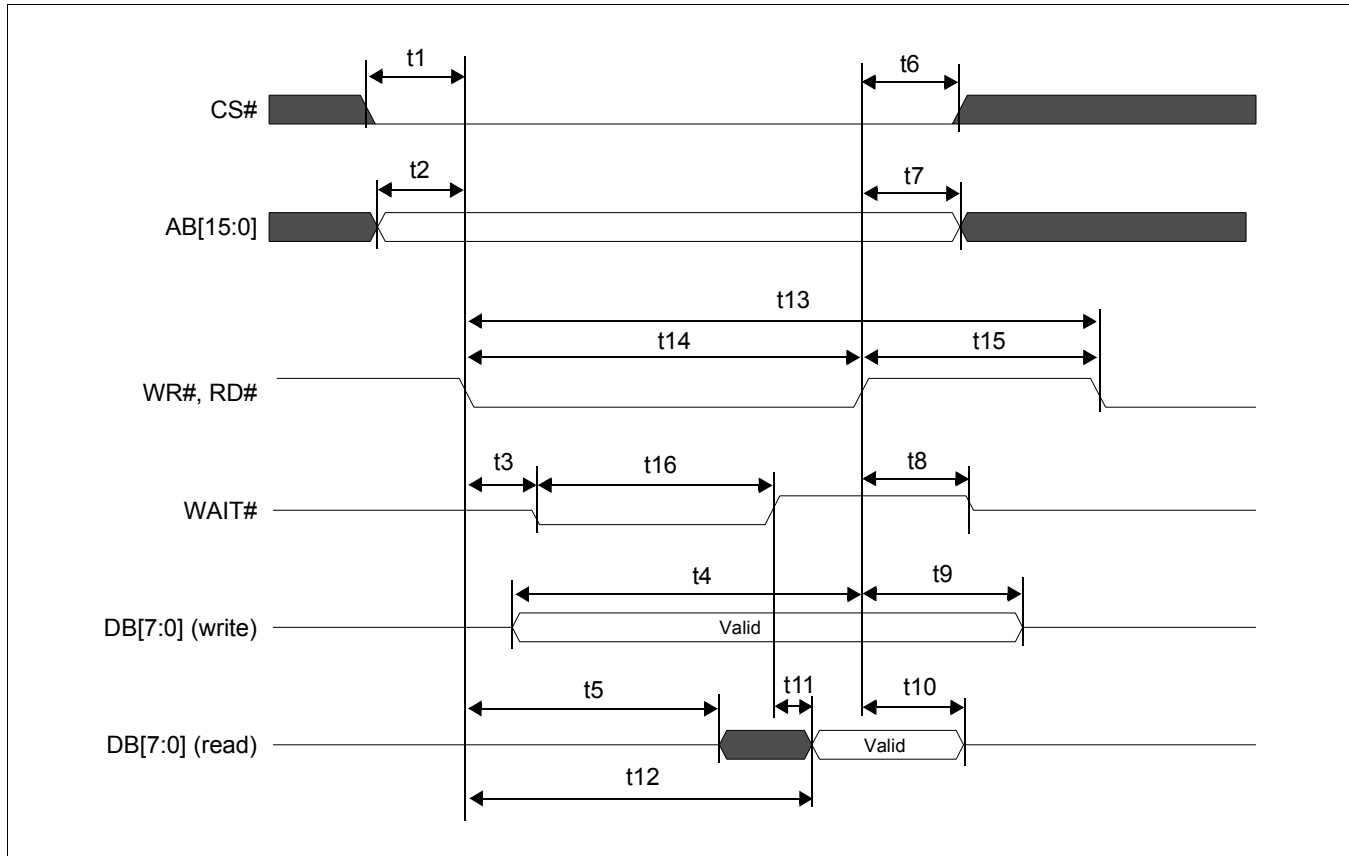 t1
t6
CS#
t2
t7
AB[15:0]
t13
t14
t15
WR#, RD#
t3
t16
t8
WAIT#
t4
t9
DB[7:0] (write)
Valid
t5
t11
t10
DB[7:0] (read)
Valid
t12